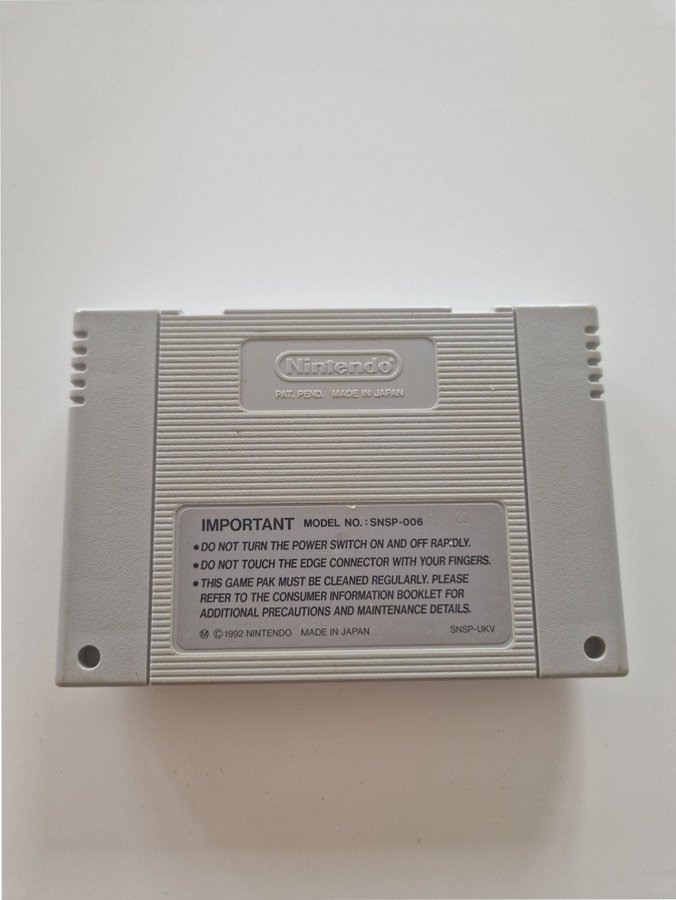 Nintendo®
PAT. PEND. MADE IN JAPAN
IMPORTANT MODEL NO.: SNSP-006
• DO NOT TURN THE POWER SWITCH ON AND OFF RAPIDLY.
• DO NOT TOUCH THE EDGE CONNECTOR WITH YOUR FINGERS.
• THIS GAME PAK MUST BE CLEANED REGULARLY. PLEASE
REFER TO THE CONSUMER INFORMATION BOOKLET FOR
ADDITIONAL PRECAUTIONS AND MAINTENANCE DETAILS.
Ⓜ © 1992 NINTENDO MADE IN JAPAN SNSP-UKV